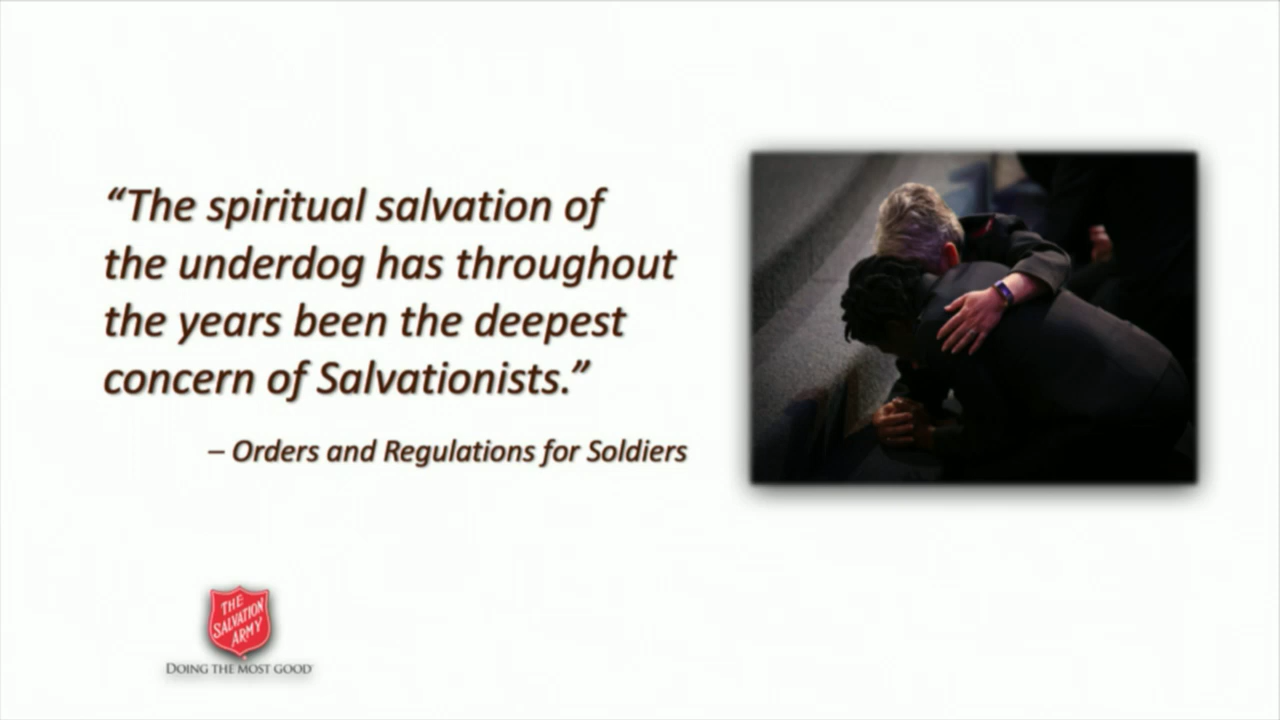 “The spiritual salvation of
the underdog has throughout
the years been the deepest
concern of Salvationists.”
– Orders and Regulations for Soldiers
THE
SALVATION
ARMY
DOING THE MOST GOOD